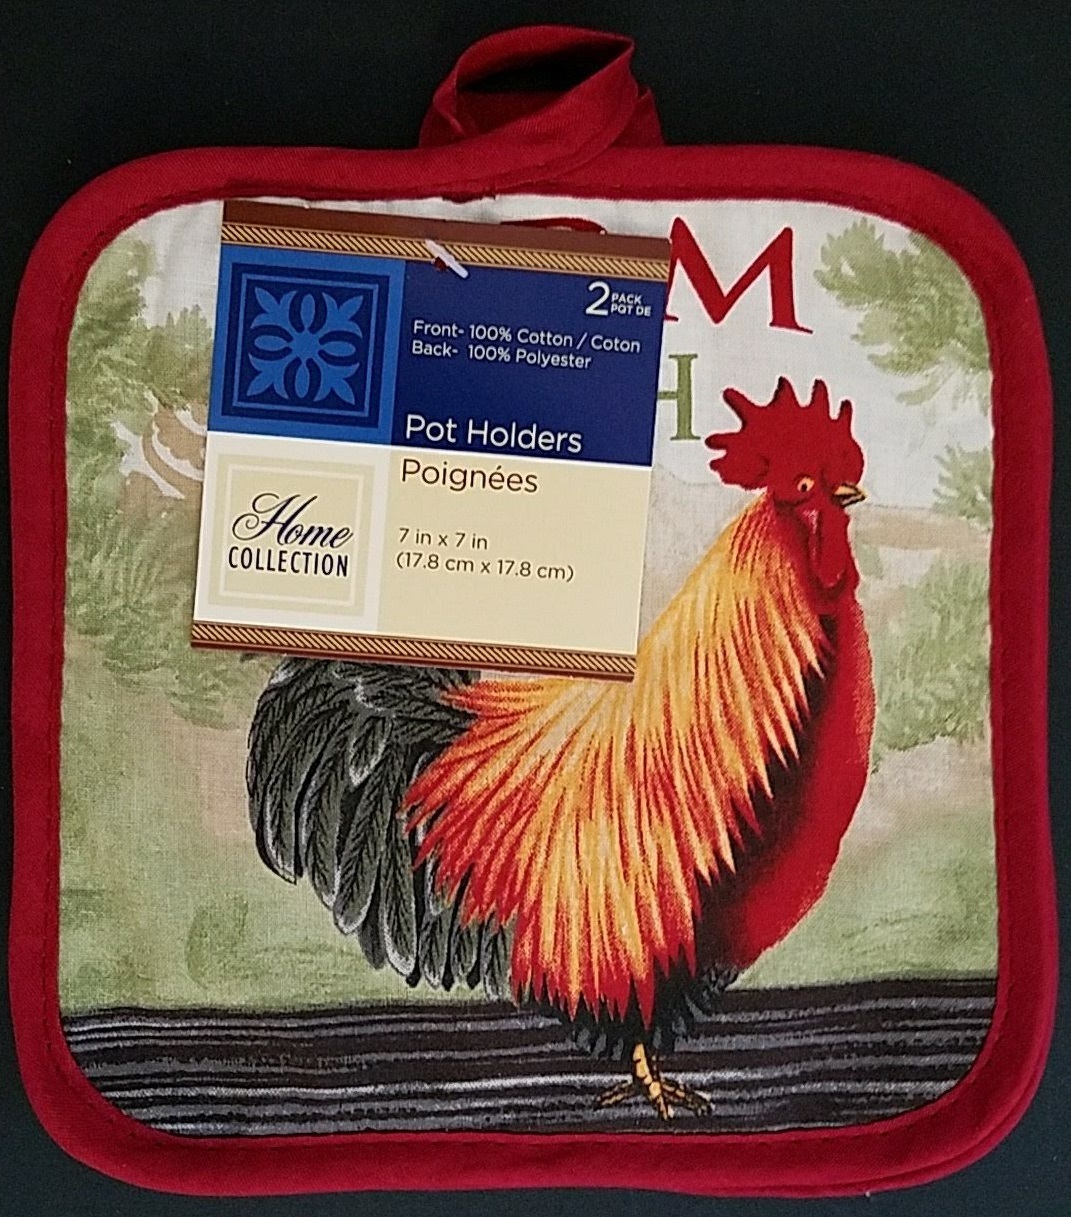 2 PACK
PQT DE
Front- 100% Cotton / Coton
Back- 100% Polyester
Pot Holders
Poignées
Home
COLLECTION
7 in x 7 in
(17.8 cm x 17.8 cm)
M
H